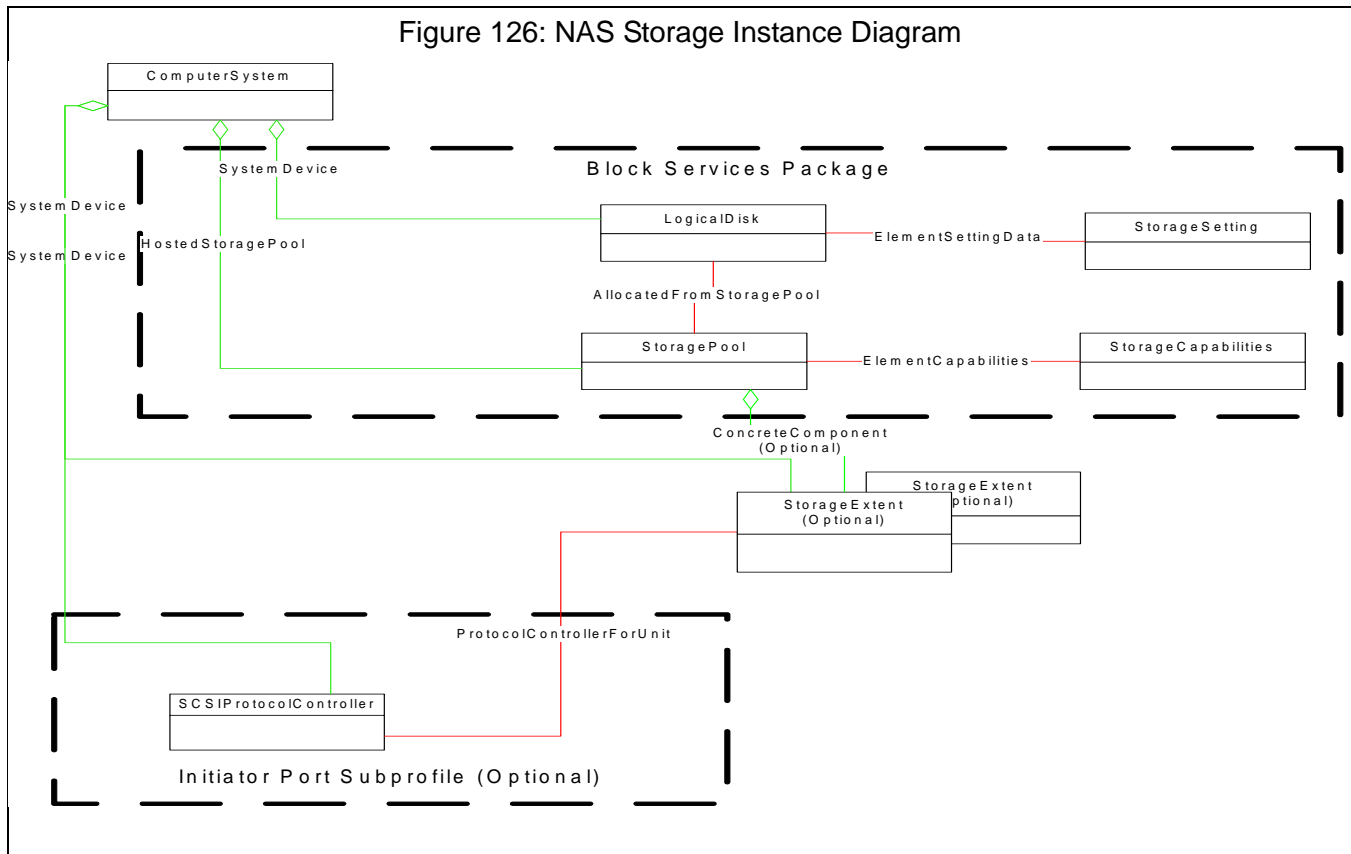 Figure 126: NAS Storage Instance Diagram
ComputerSystem
SystemDevice
Block Services Package
SystemDevice
LogicalDisk
StorageSetting
ElementSettingData
HostedStoragePool
SystemDevice
AllocatedFromStoragePool
StoragePool
StorageCapabilities
ElementCapabilities
ConcreteComponent
(Optional)
StorageExtent
ptional)
StorageExtent
(Optional)
ProtocolControllerForUnit
SCSIProtocolController
Initiator Port Subprofile (Optional)